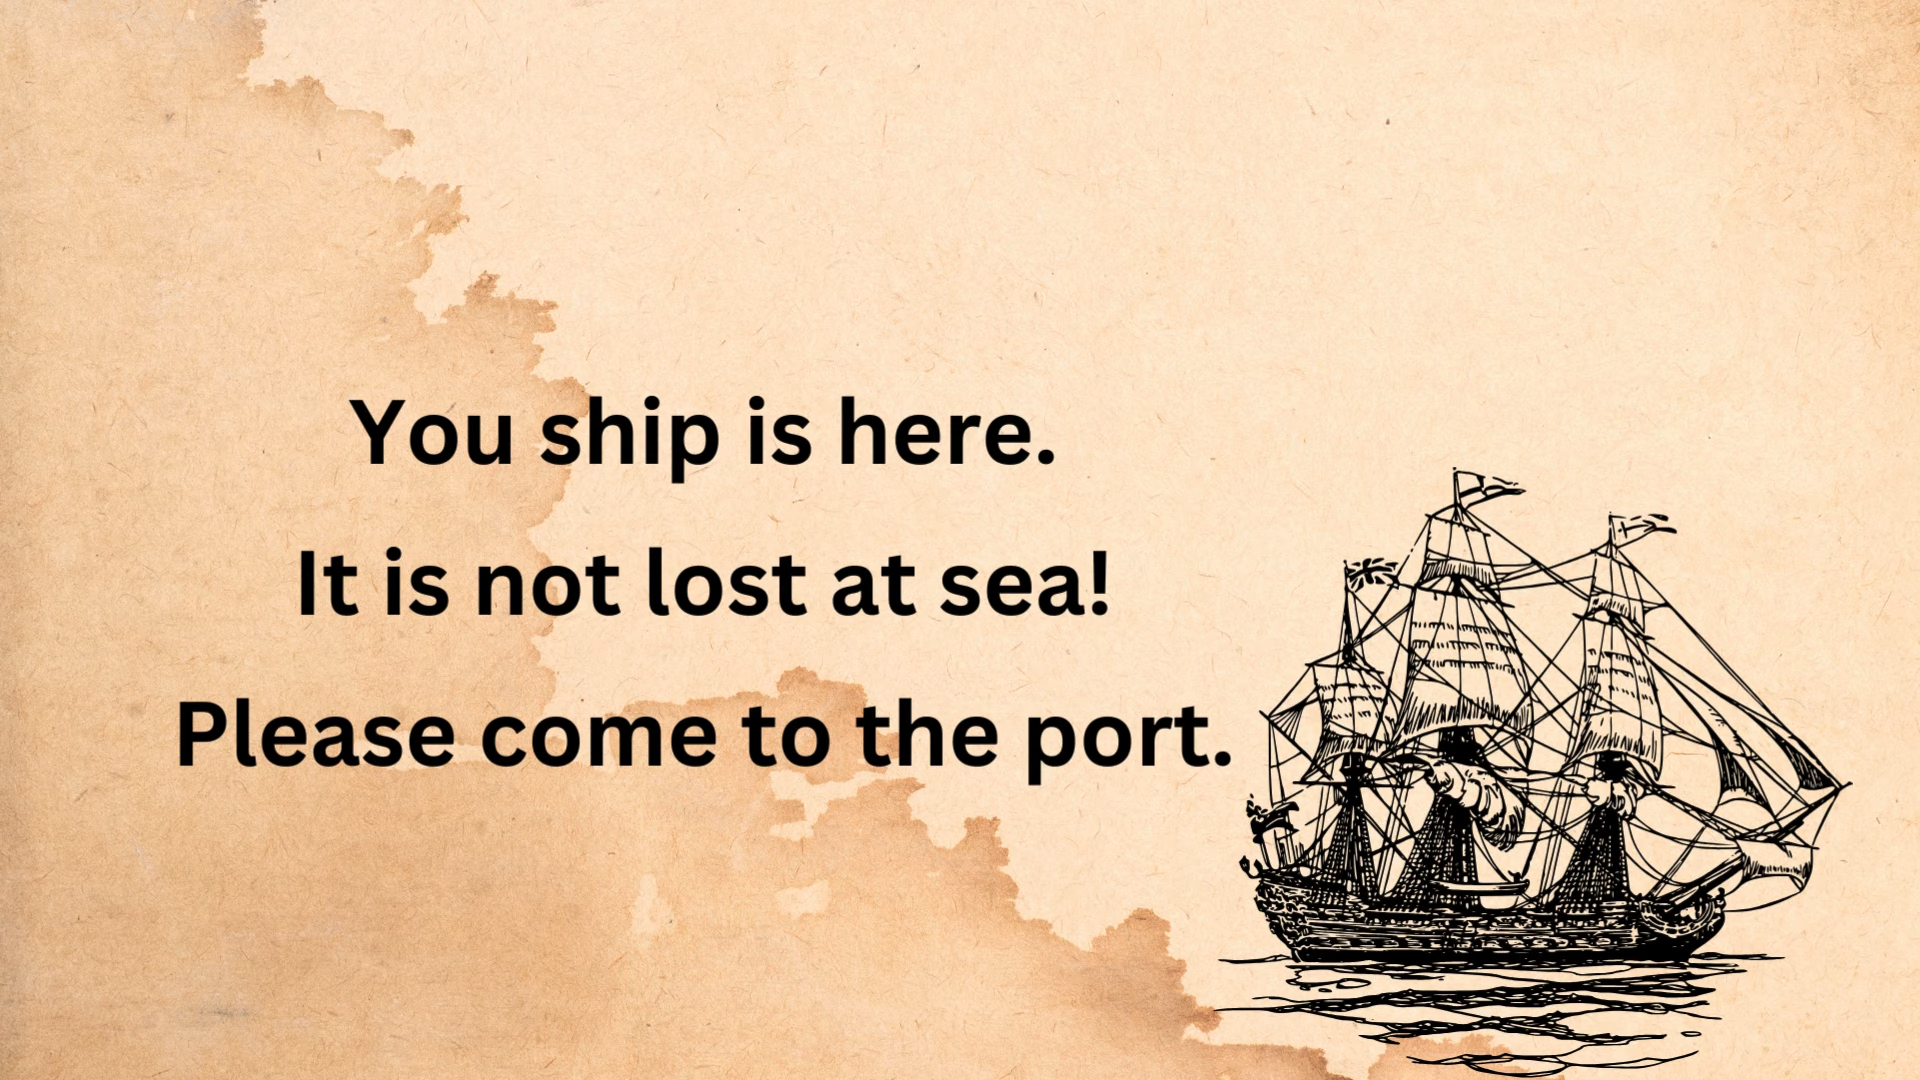 You ship is here.
It is not lost at sea!
Please come to the port.